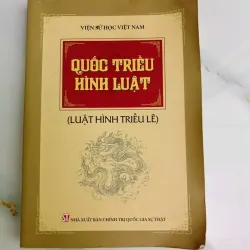 VIỆN SỬ HỌC VIỆT NAM
QUỐC TRIỀU
HÌNH LUẬT
(LUẬT HÌNH TRIỀU LÊ)
NHÀ XUẤT BẢN CHÍNH TRỊ QUỐC GIA SỰ THẬT